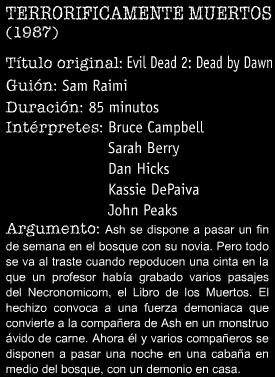 TERRORIFICAMENTE MUERTOS
(1987)
Título original: Evil Dead 2: Dead by Dawn
Guión: Sam Raimi
Duración: 85 minutos
Intérpretes: Bruce Campbell
Sarah Berry
Dan Hicks
Kassie DePaiva
John Peaks
Argumento: Ash se dispone a pasar un fin
de semana en el bosque con su novia. Pero todo
se va al traste cuando repoducen una cinta en la
que un profesor había grabado varios pasajes
del Necronomicom, el Libro de los Muertos. El
hechizo convoca a una fuerza demoniaca que
convierte a la compañera de Ash en un monstruo
ávido de carne. Ahora él y varios compañeros se
disponen a pasar una noche en una cabaña en
medio del bosque, con un demonio en casa.